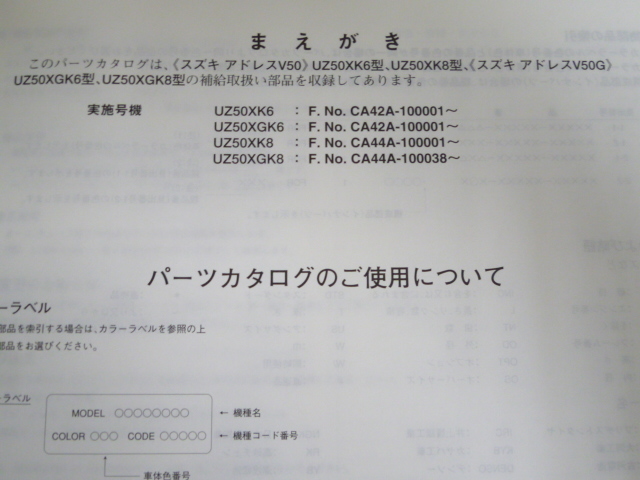 まえがき
このパーツカタログは、《スズキ アドレスV50》UZ50XK6型、UZ50XK8型、《スズキ アドレスV50G》
UZ50XGK6型、UZ50XGK8型の補給取扱い部品を収録してあります。
実施号機 UZ50XK6 : F. No. CA42A-100001〜
UZ50XGK6 : F. No. CA42A-100001〜
UZ50XK8 : F. No. CA44A-100001〜
UZ50XGK8 : F. No. CA44A-100038〜
パーツカタログのご使用について
ーラベル
部品を索引する場合は、カラーラベルを参照の上
部品をお選びください。
ラベル
MODEL ○○○○○○○○ ← 機種名
COLOR ○○○ CODE ○○○○○ ← 機種コード番号
車体色番号